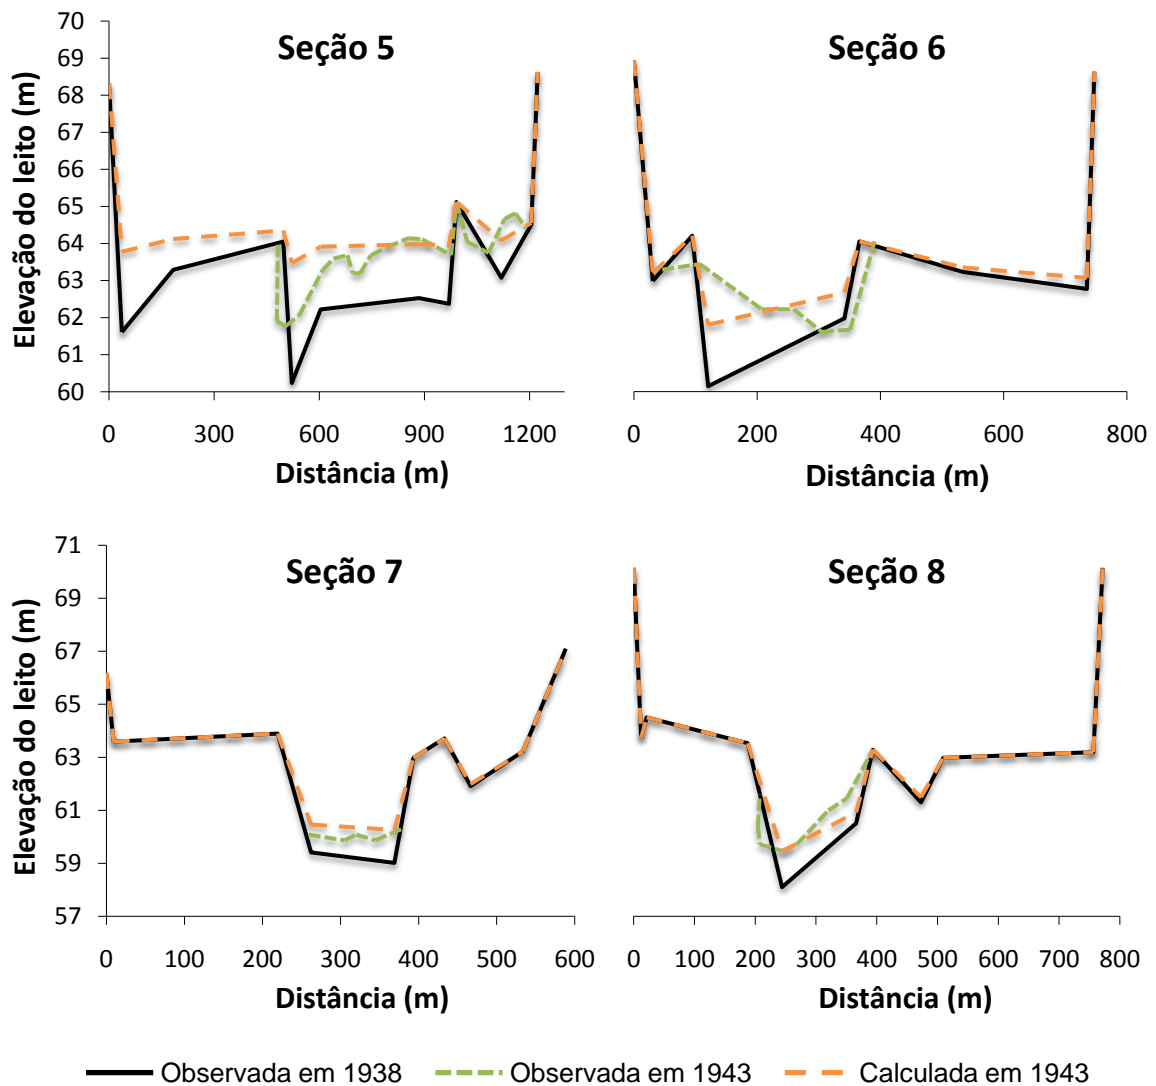 Seção 5
Elevação do leito (m)
70
69
68
67
66
65
64
63
62
61
60
0 300 600 900 1200
Distância (m)
Seção 6
0 200 400 600 800
Distância (m)
Seção 7
Elevação do leito (m)
71
69
67
65
63
61
59
57
0 100 200 300 400 500 600
Distância (m)
Seção 8
0 100 200 300 400 500 600 700 800
Distância (m)
Observada em 1938 Observada em 1943 Calculada em 1943